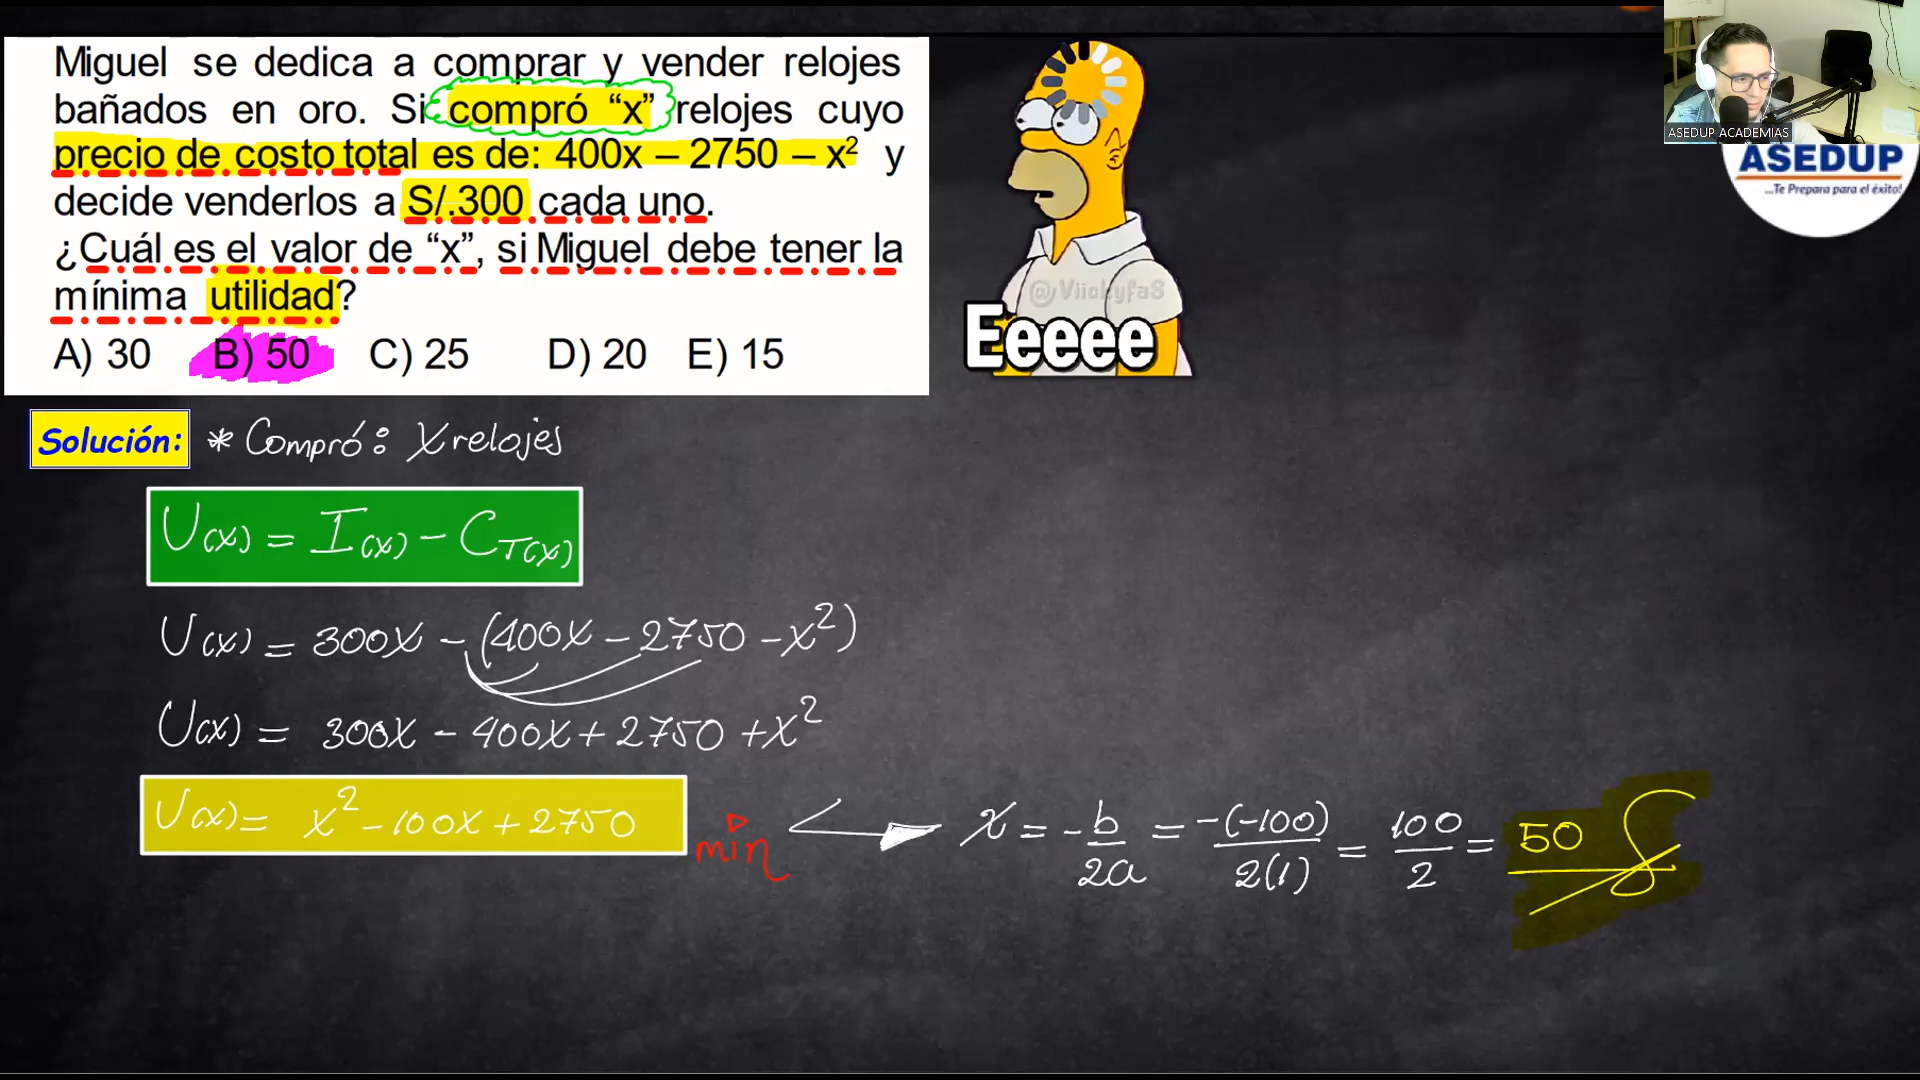 Miguel se dedica a comprar y vender relojes
bañados en oro. Si compró “x” relojes cuyo
precio de costo total es de: 400x – 2750 – x² y
decide venderlos a S/.300 cada uno.
¿Cuál es el valor de “x”, si Miguel debe tener la
mínima utilidad?
A) 30 B) 50 C) 25 D) 20 E) 15
@Viickyfa8
Eeeee
ASEDUP ACADEMIAS
ASEDUP
...Te Prepara para el éxito!
Solución: * Compró: X relojes
U(x) = I(x) - CT(x)
U(x) = 300x - (400x - 2750 - x²)
U(x) = 300x - 400x + 2750 + x²
U(x) = x² - 100x + 2750
min
x = -b/2a = -(-100)/2(1) = 100/2 = 50